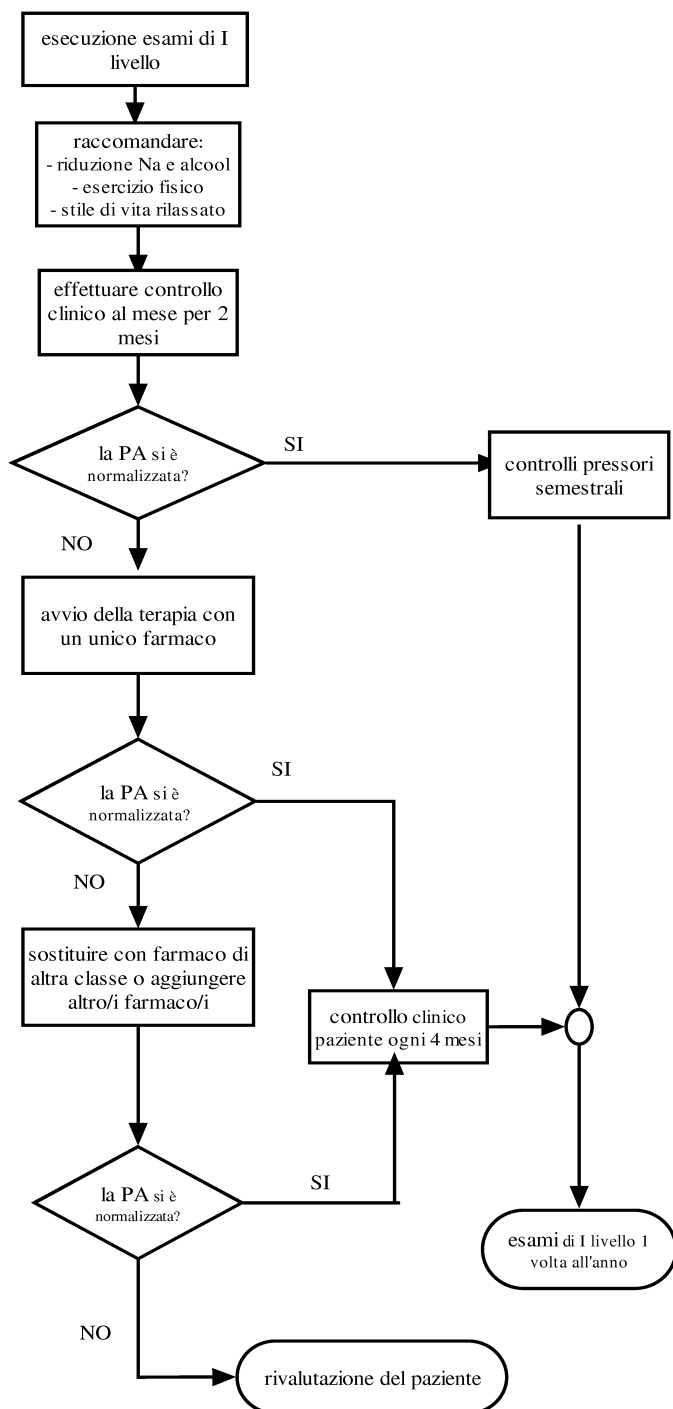 esecuzione esami di I
livello
raccomandare:
- riduzione Na e alcool
- esercizio fisico
- stile di vita rilassato
effettuare controllo
clinico al mese per 2
mesi
la PA si è
normalizzata?
SI
controlli pressori
semestrali
NO
avvio della terapia con
un unico farmaco
la PA si è
normalizzata?
SI
NO
sostituire con farmaco di
altra classe o aggiungere
altro/i farmaco/i
controllo clinico
paziente ogni 4 mesi
la PA si è
normalizzata?
SI
esami di I livello 1
volta all'anno
NO
rivalutazione del paziente